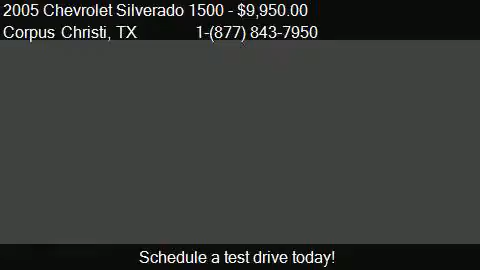 2005 Chevrolet Silverado 1500 - $9,950.00
Corpus Christi, TX 1-(877) 843-7950
Schedule a test drive today!